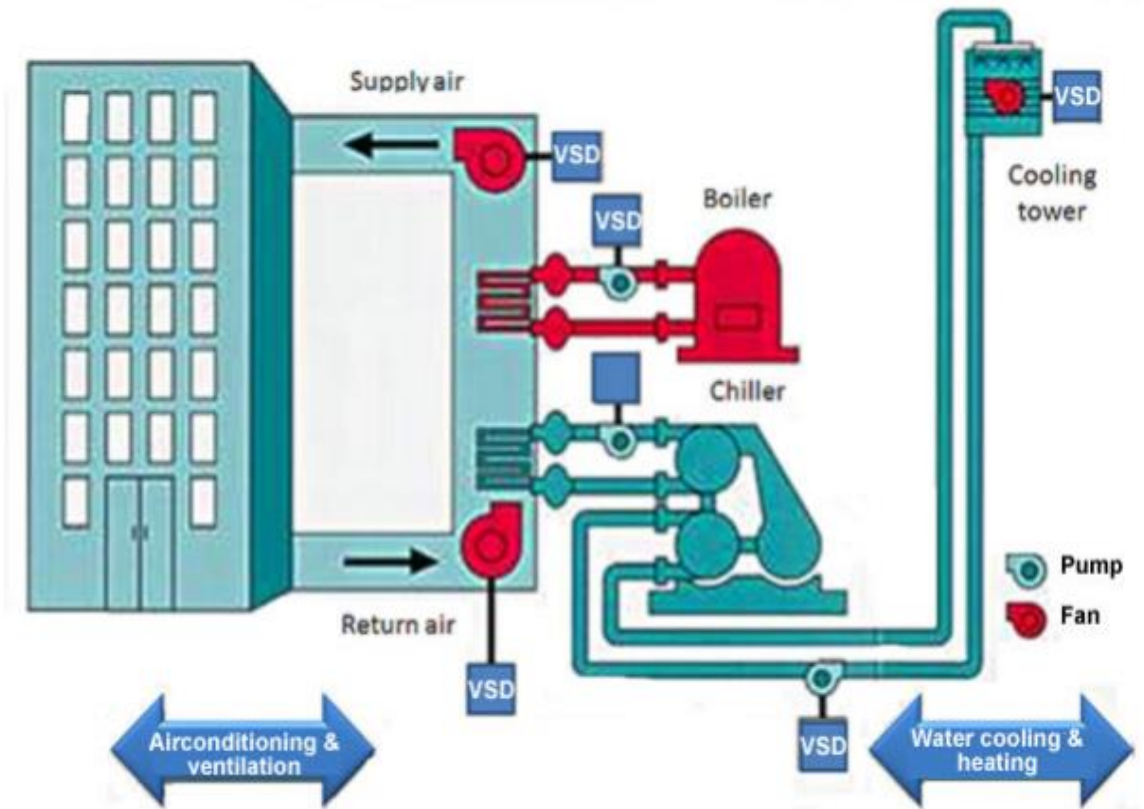 Supply air
VSD
VSD
Boiler
VSD
Cooling
tower
Chiller
Return air
VSD
Pump
Fan
VSD
Airconditioning &
ventilation
Water cooling &
heating